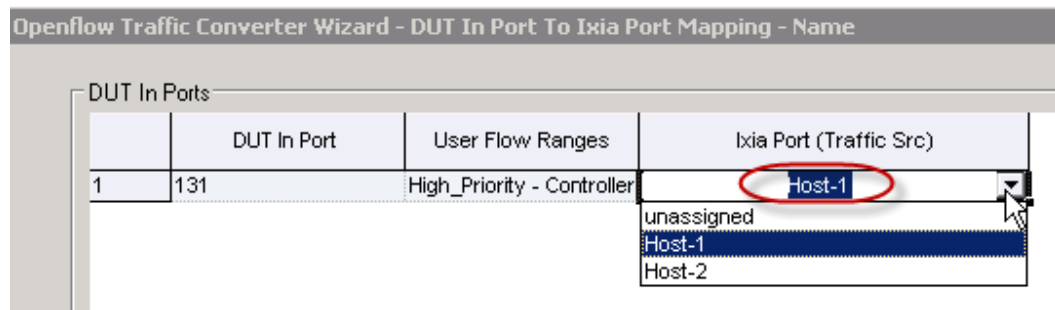 Openflow Traffic Converter Wizard - DUT In Port To Ixia Port Mapping - Name
DUT In Ports
DUT In Port User Flow Ranges Ixia Port (Traffic Src)
1 131 High_Priority - Controller Host-1
unassigned
Host-1
Host-2